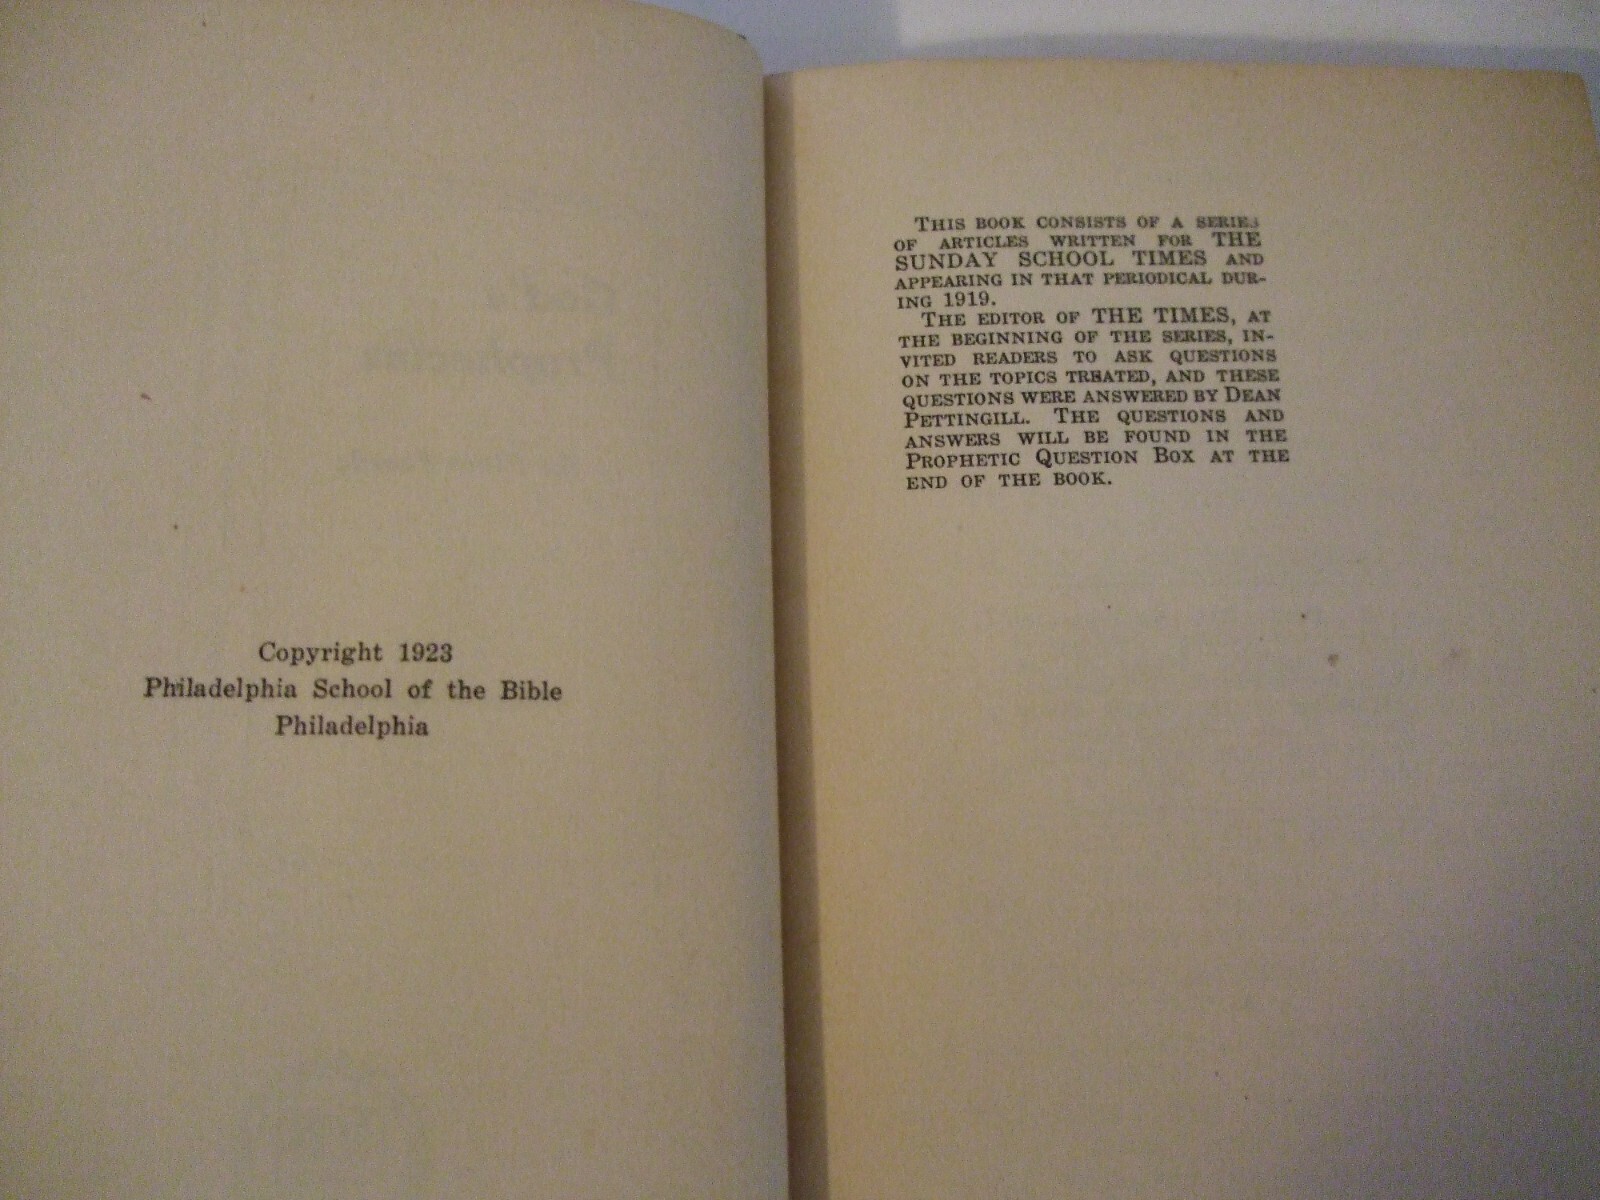 Copyright 1923
Philadelphia School of the Bible
Philadelphia
THIS BOOK CONSISTS OF A SERIES
OF ARTICLES WRITTEN FOR THE
SUNDAY SCHOOL TIMES AND
APPEARING IN THAT PERIODICAL DUR-
ING 1919.
THE EDITOR OF THE TIMES, AT
THE BEGINNING OF THE SERIES, IN-
VITED READERS TO ASK QUESTIONS
ON THE TOPICS TREATED, AND THESE
QUESTIONS WERE ANSWERED BY DEAN
PETTINGILL. THE QUESTIONS AND
ANSWERS WILL BE FOUND IN THE
PROPHETIC QUESTION BOX AT THE
END OF THE BOOK.